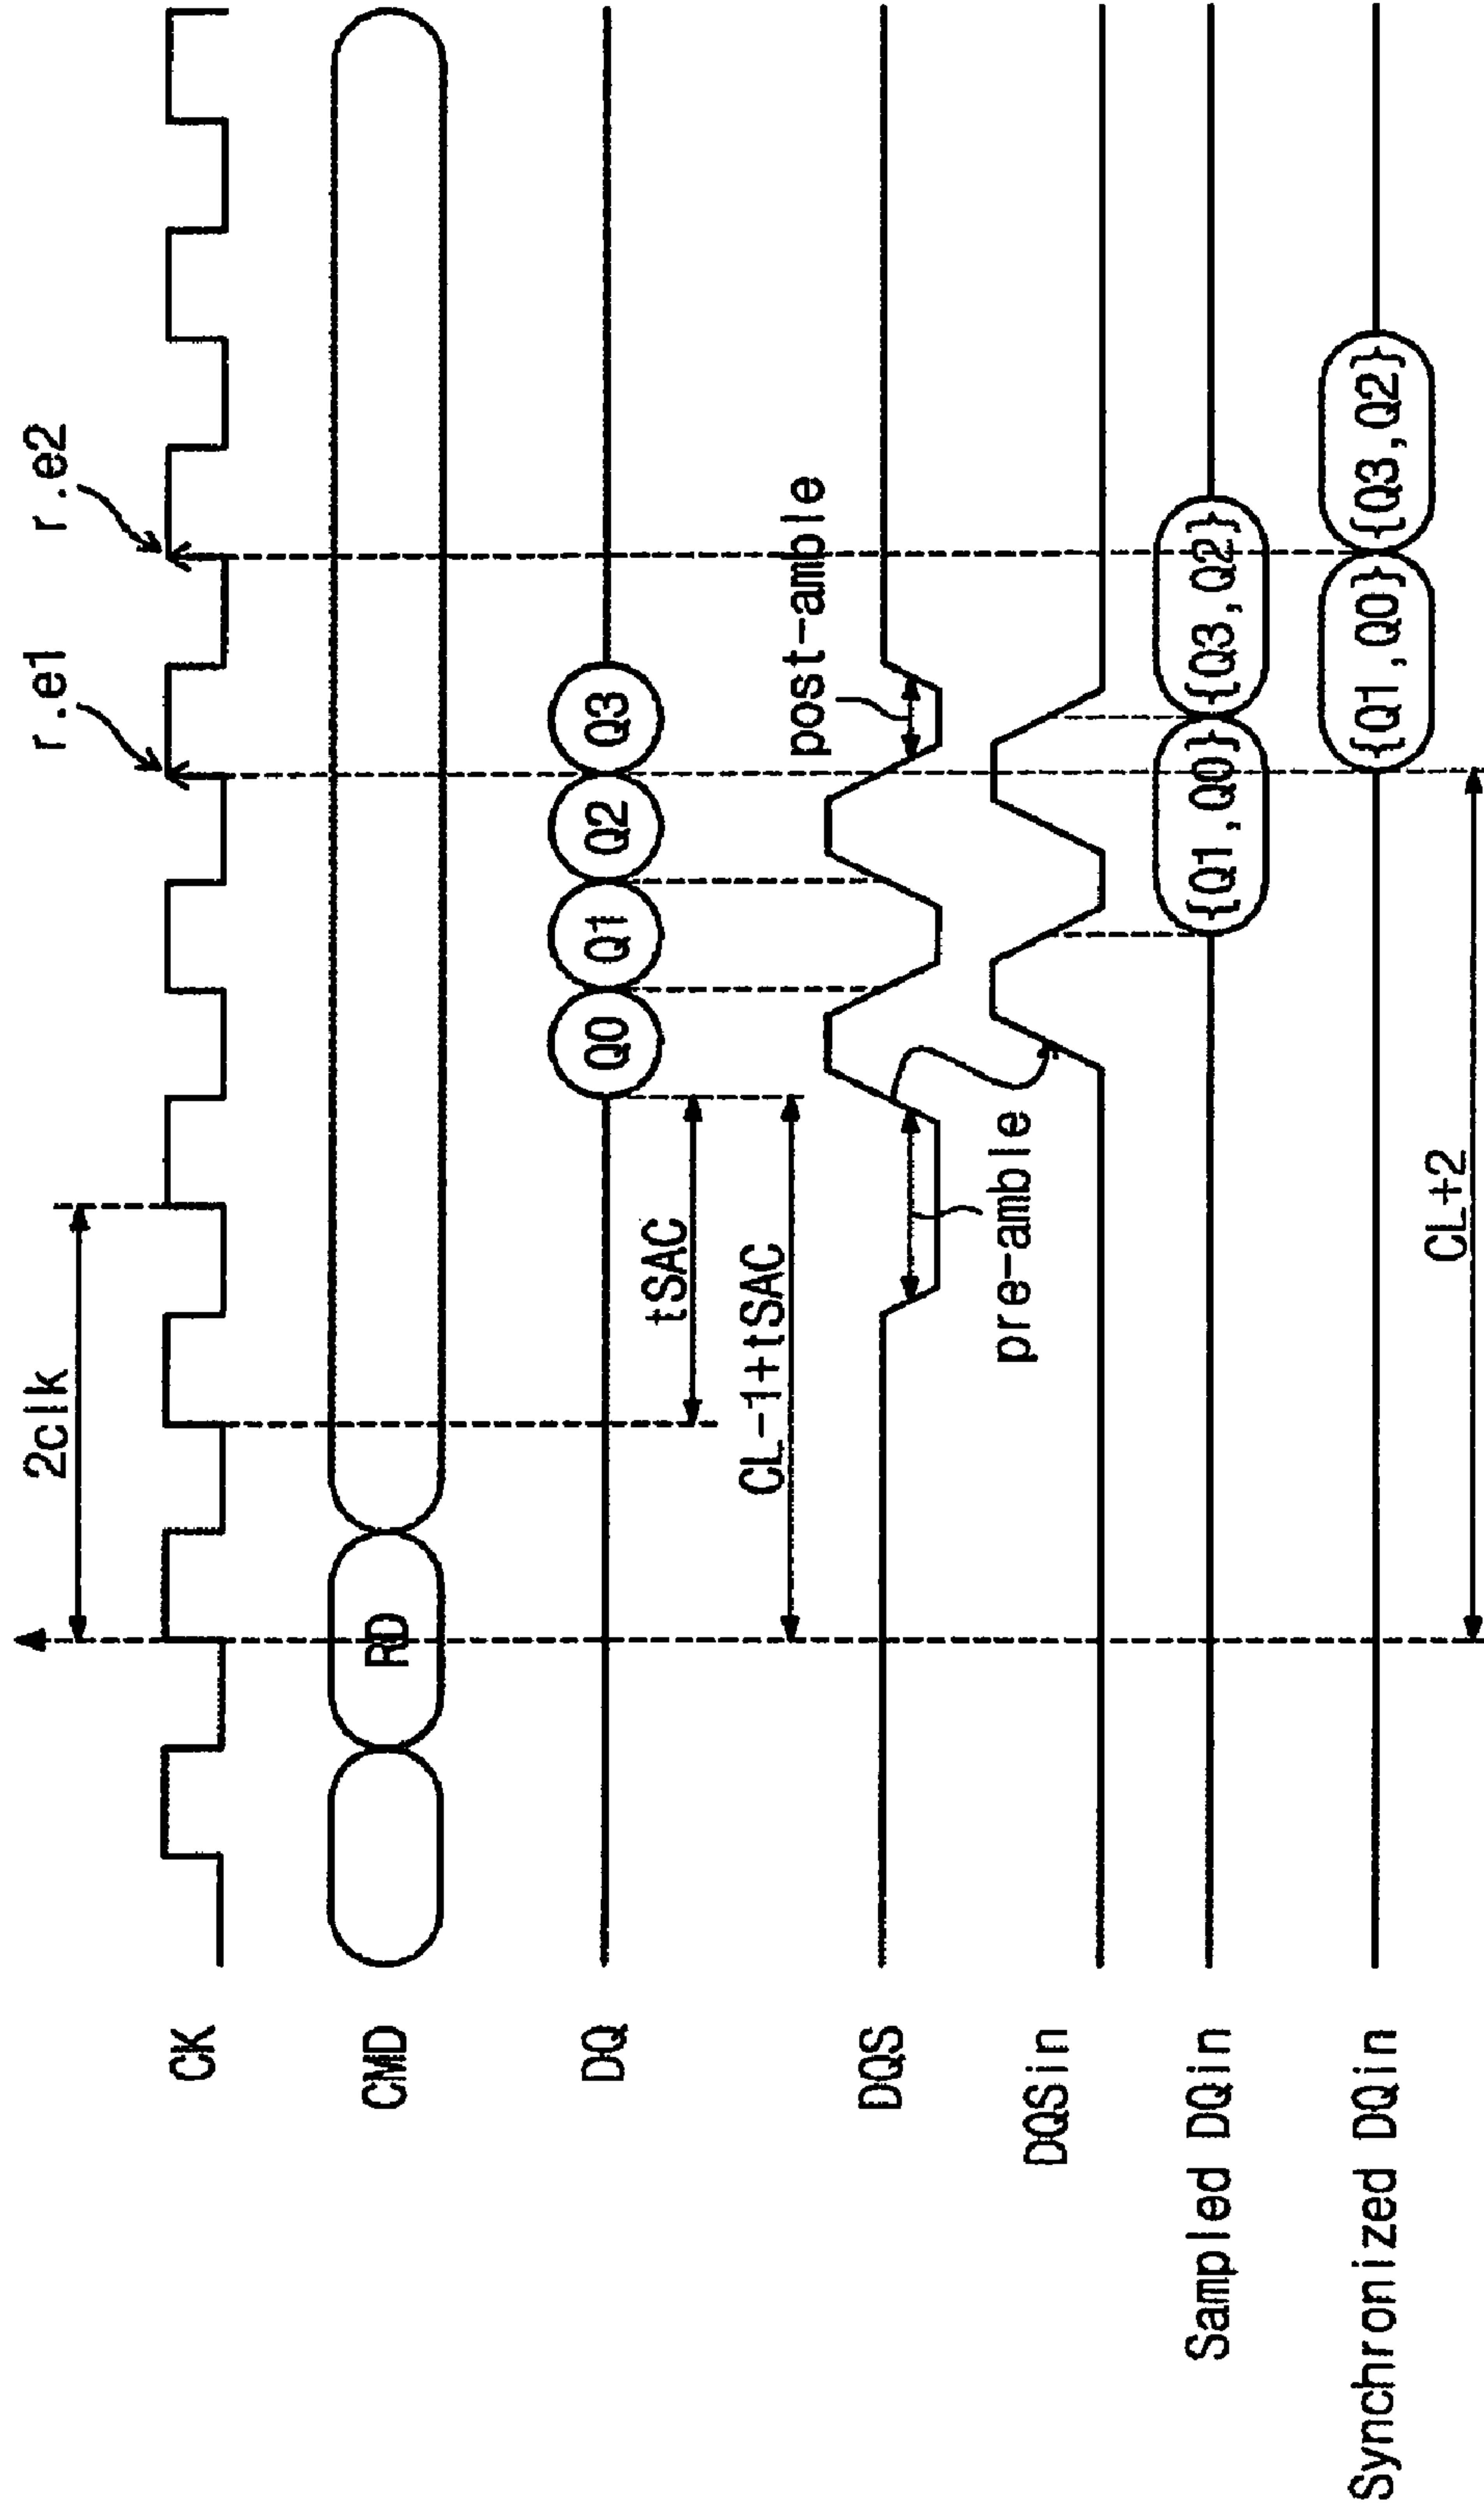 2clk
r.e1
r.e2
CK
CMD
RD
DQ
Q0
Q1
Q2
Q3
tSAC
CL-1+tSAC
post-amble
DQS
pre-amble
DQSin
Sampled DQin
{Q1,Q0}
{Q3,Q2}
Synchronized DQin
{Q1,Q0}
{Q3,Q2}
CL+2